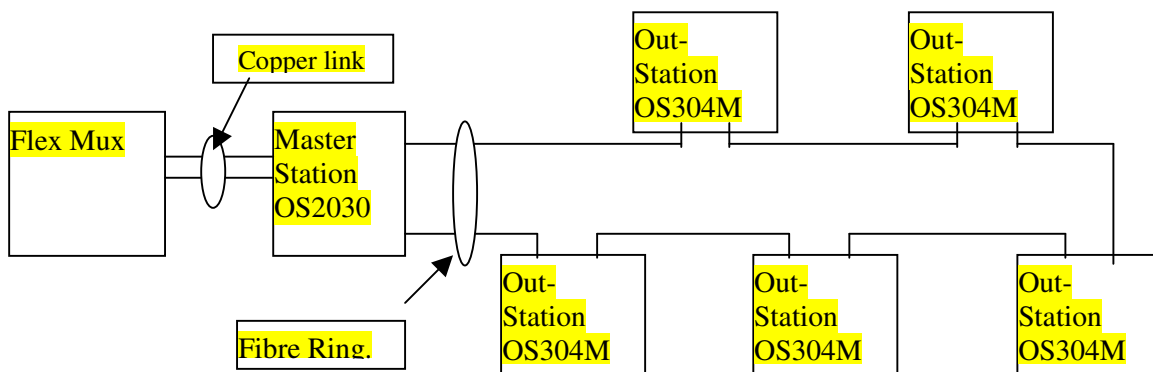 Copper link
Out-
Station
OS304M
Out-
Station
OS304M
Flex Mux
Master
Station
OS2030
Out-
Station
OS304M
Out-
Station
OS304M
Out-
Station
OS304M
Fibre Ring.